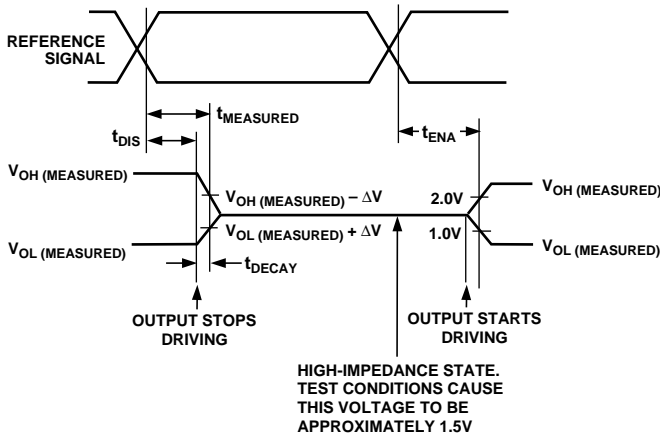 REFERENCE
SIGNAL
tMEASURED
tDIS
tENA
VOH (MEASURED)
VOH (MEASURED) – ΔV
2.0V
VOH (MEASURED)
VOL (MEASURED)
VOL (MEASURED) + ΔV
1.0V
VOL (MEASURED)
tDECAY
OUTPUT STOPS
DRIVING
OUTPUT STARTS
DRIVING
HIGH-IMPEDANCE STATE.
TEST CONDITIONS CAUSE
THIS VOLTAGE TO BE
APPROXIMATELY 1.5V